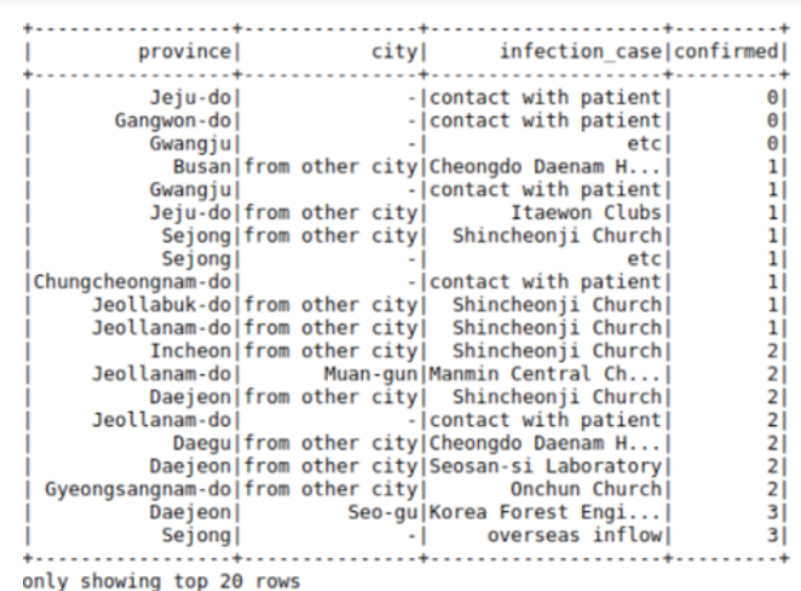 +-----------------+---------------+--------------------+---------+
|         province|           city|      infection_case|confirmed|
+-----------------+---------------+--------------------+---------+
|          Jeju-do|              -|contact with patient|        0|
|       Gangwon-do|              -|contact with patient|        0|
|          Gwangju|              -|                 etc|        0|
|            Busan|from other city|Cheongdo Daenam H...|        1|
|          Gwangju|              -|contact with patient|        1|
|          Jeju-do|from other city|       Itaewon Clubs|        1|
|           Sejong|from other city|  Shincheonji Church|        1|
|           Sejong|              -|                 etc|        1|
|Chungcheongnam-do|              -|contact with patient|        1|
|     Jeollabuk-do|from other city|  Shincheonji Church|        1|
|     Jeollanam-do|from other city|  Shincheonji Church|        1|
|          Incheon|from other city|  Shincheonji Church|        2|
|     Jeollanam-do|       Muan-gun|Manmin Central Ch...|        2|
|          Daejeon|from other city|  Shincheonji Church|        2|
|     Jeollanam-do|              -|contact with patient|        2|
|            Daegu|from other city|Cheongdo Daenam H...|        2|
|          Daejeon|from other city|Seosan-si Laboratory|        2|
| Gyeongsangnam-do|from other city|       Onchun Church|        2|
|          Daejeon|         Seo-gu|Korea Forest Engi...|        3|
|           Sejong|              -|     overseas inflow|        3|
+-----------------+---------------+--------------------+---------+
only showing top 20 rows